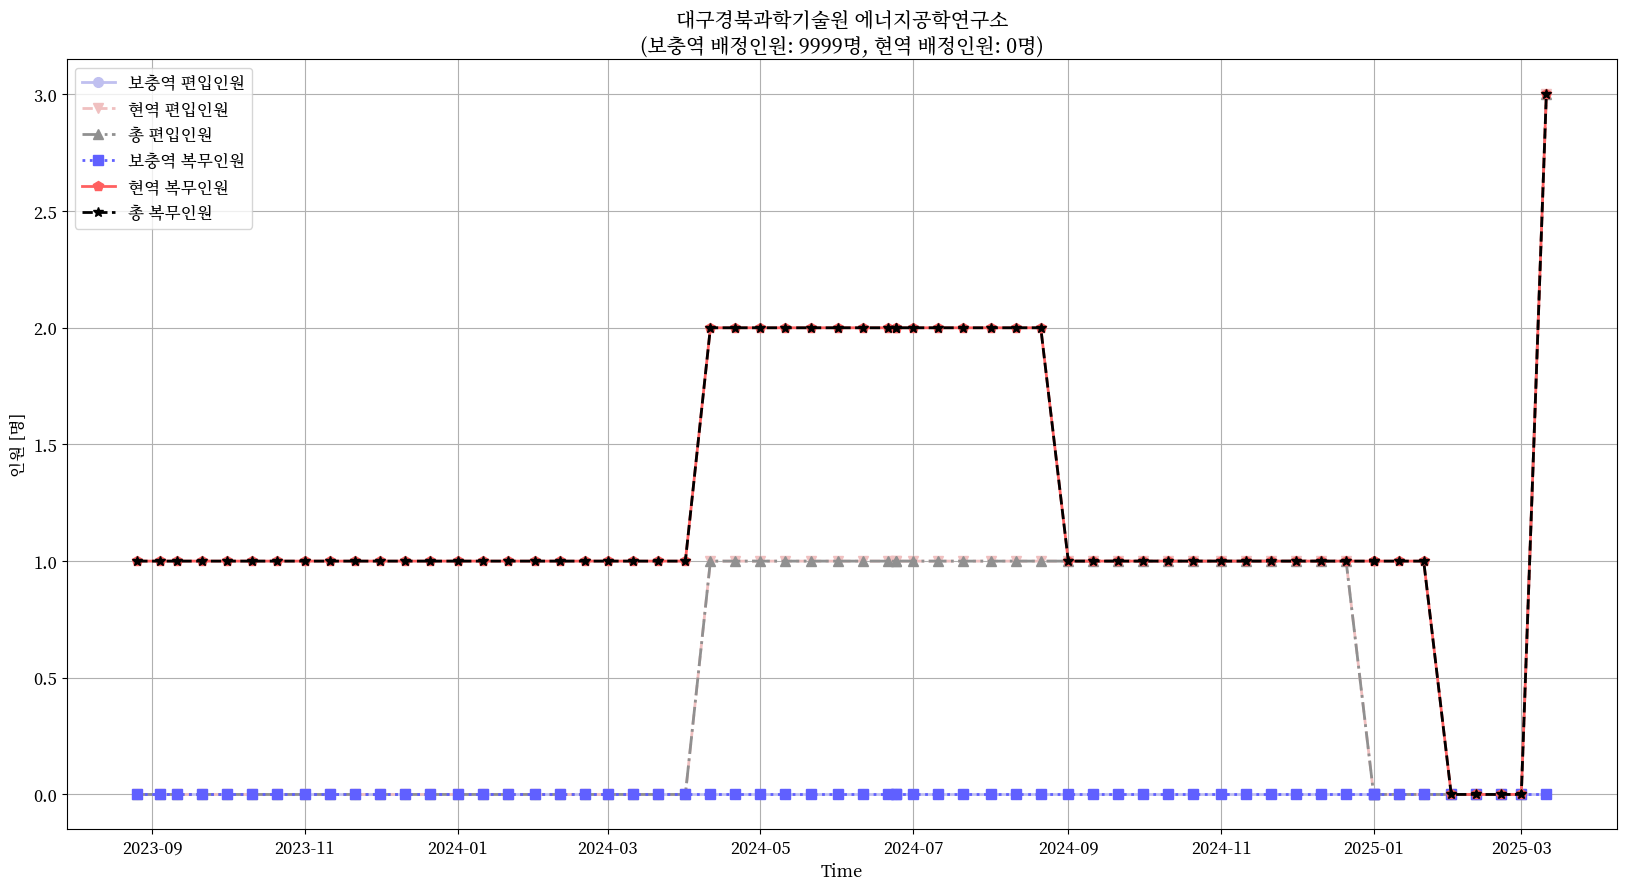 대구경북과학기술원 에너지공학연구소
(보충역 배정인원: 9999명, 현역 배정인원: 0명)
보충역 편입인원
현역 편입인원
총 편입인원
보충역 복무인원
현역 복무인원
총 복무인원
인원 [명]
3.0
2.5
2.0
1.5
1.0
0.5
0.0
2023-09
2023-11
2024-01
2024-03
2024-05
2024-07
2024-09
2024-11
2025-01
2025-03
Time